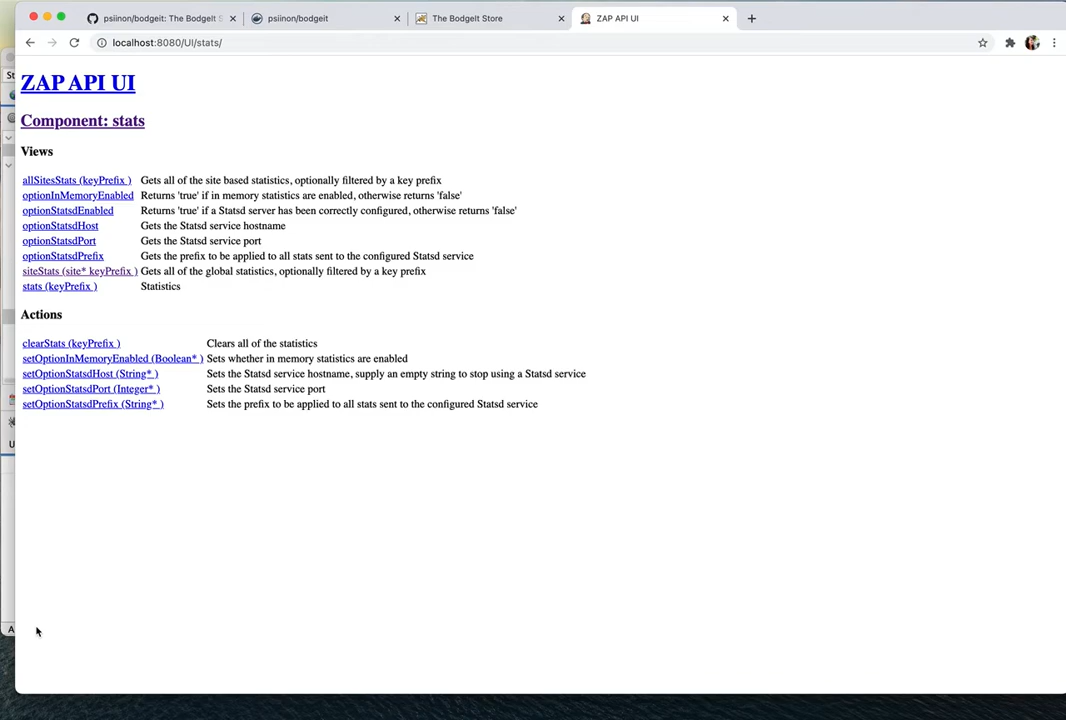 psiinon/bodgeit: The BodgeIt S
psiinon/bodgeit
The BodgeIt Store
ZAP API UI
localhost:8080/UI/stats/
St
ZAP API UI
Component: stats
Views
allSitesStats (keyPrefix ) Gets all of the site based statistics, optionally filtered by a key prefix
optionInMemoryEnabled Returns 'true' if in memory statistics are enabled, otherwise returns 'false'
optionStatsdEnabled Returns 'true' if a Statsd server has been correctly configured, otherwise returns 'false'
optionStatsdHost Gets the Statsd service hostname
optionStatsdPort Gets the Statsd service port
optionStatsdPrefix Gets the prefix to be applied to all stats sent to the configured Statsd service
siteStats (site* keyPrefix ) Gets all of the global statistics, optionally filtered by a key prefix
stats (keyPrefix ) Statistics
Actions
clearStats (keyPrefix ) Clears all of the statistics
setOptionInMemoryEnabled (Boolean* ) Sets whether in memory statistics are enabled
setOptionStatsdHost (String* ) Sets the Statsd service hostname, supply an empty string to stop using a Statsd service
setOptionStatsdPort (Integer* ) Sets the Statsd service port
setOptionStatsdPrefix (String* ) Sets the prefix to be applied to all stats sent to the configured Statsd service
U
A